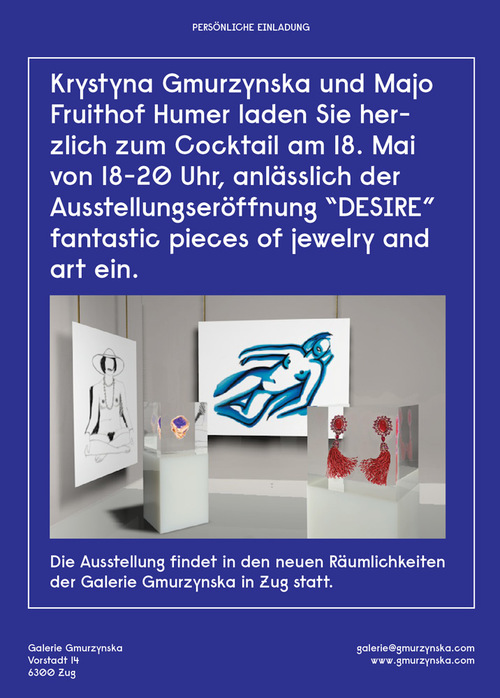 PERSÖNLICHE EINLADUNG
Krystyna Gmurzynska und Majo
Fruithof Humer laden Sie her-
zlich zum Cocktail am 18. Mai
von 18-20 Uhr, anlässlich der
Ausstellungseröffnung “DESIRE”
fantastic pieces of jewelry and
art ein.
Die Ausstellung findet in den neuen Räumlichkeiten
der Galerie Gmurzynska in Zug statt.
Galerie Gmurzynska
Vorstadt 14
6300 Zug
galerie@gmurzynska.com
www.gmurzynska.com